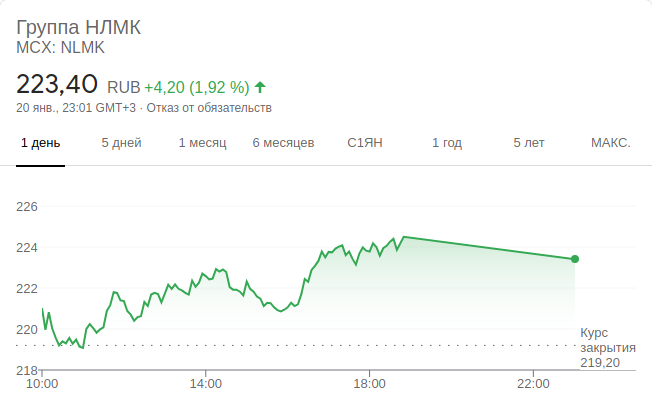 Группа НЛМК
MCX: NLMK
223,40 RUB +4,20 (1,92 %)
20 янв., 23:01 GMT+3 · Отказ от обязательств
1 день 5 дней 1 месяц 6 месяцев С1ЯН 1 год 5 лет МАКС.
226
224
222
220
218
Курс
закрытия
219,20
10:00 14:00 18:00 22:00